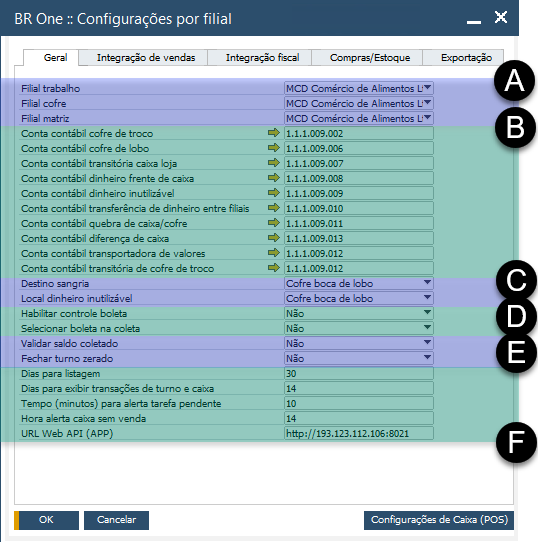 BR One :: Configurações por filial
Geral Integração de vendas Integração fiscal Compras/Estoque Exportação
A
Filial trabalho MCD Comércio de Alimentos L
Filial cofre MCD Comércio de Alimentos L
Filial matriz MCD Comércio de Alimentos L
B
Conta contábil cofre de troco 1.1.1.009.002
Conta contábil cofre de lobo 1.1.1.009.006
Conta contábil transitória caixa loja 1.1.1.009.007
Conta contábil dinheiro frente de caixa 1.1.1.009.008
Conta contábil dinheiro inutilizável 1.1.1.009.009
Conta contábil transferência de dinheiro entre filiais 1.1.1.009.010
Conta contábil quebra de caixa/cofre 1.1.1.009.011
Conta contábil diferença de caixa 1.1.1.009.013
Conta contábil transportadora de valores 1.1.1.009.012
Conta contábil transitória de cofre de troco 1.1.1.009.012
C
Destino sangria Cofre boca de lobo
Local dinheiro inutilizável Cofre boca de lobo
D
Habilitar controle boleta Não
Selecionar boleta na coleta Não
Validar saldo coletado Não
E
Fechar turno zerado Não
Dias para listagem 30
Dias para exibir transações de turno e caixa 14
Tempo (minutos) para alerta tarefa pendente 10
Hora alerta caixa sem venda 14
URL Web API (APP) http://193.123.112.106:8021
F
OK Cancelar Configurações de Caixa (POS)